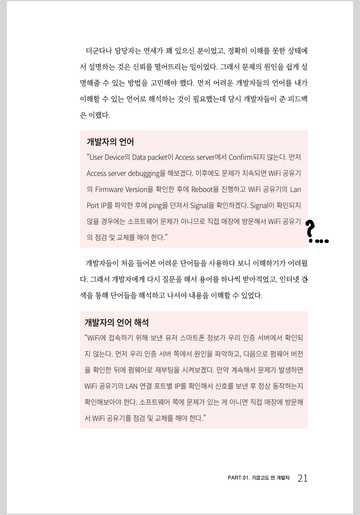 더군다나 담당자는 연세가 꽤 있으신 분이었고, 정확히 이해를 못한 상태에
서 설명하는 것은 신뢰를 떨어뜨리는 일이었다. 그래서 문제의 원인을 쉽게 설
명해줄 수 있는 방법을 고민해야 했다. 먼저 어려운 개발자들의 언어를 내가
이해할 수 있는 언어로 해석하는 것이 필요했는데 당시 개발자들이 준 피드백
은 이랬다.
개발자의 언어
“User Device의 Data packet이 Access server에서 Confirm되지 않는다. 먼저
Access server debugging을 해보겠다. 이후에도 문제가 지속되면 WiFi 공유기
의 Firmware Version을 확인한 후에 Reboot을 진행하고 WiFi 공유기의 Lan
Port IP를 파악한 후에 ping을 던져서 Signal을 확인하겠다. Signal이 확인되지
않을 경우에는 소프트웨어 문제가 아니므로 직접 매장에 방문해서 WiFi 공유기
의 점검 및 교체를 해야 한다.”
?...
개발자들이 처음 들어본 어려운 단어들을 사용하다 보니 이해하기가 어려웠
다. 그래서 개발자에게 다시 질문을 해서 용어를 하나씩 받아적었고, 인터넷 검
색을 통해 단어들을 해석하고 나서야 내용을 이해할 수 있었다.
개발자의 언어 해석
“WiFi에 접속하기 위해 보낸 유저 스마트폰 정보가 우리 인증 서버에서 확인되
지 않는다. 먼저 우리 인증 서버 쪽에서 원인을 파악하고, 다음으로 펌웨어 버전
을 확인한 뒤에 펌웨어로 재부팅을 시켜보겠다. 만약 계속해서 문제가 발생하면
WiFi 공유기의 LAN 연결 포트별 IP를 확인해서 신호를 보낸 후 정상 동작하는지
확인해보아야 한다. 소프트웨어 쪽에 문제가 있는 게 아니면 직접 매장에 방문해
서 WiFi 공유기를 점검 및 교체를 해야 한다.”
PART 01. 기광고도 뗀 개발자 21